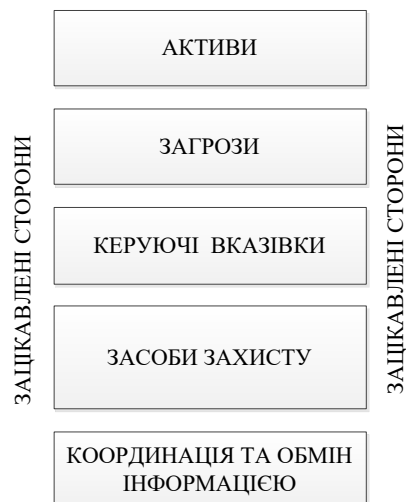 АКТИВИ
ЗАГРОЗИ
КЕРУЮЧІ ВКАЗІВКИ
ЗАСОБИ ЗАХИСТУ
КООРДИНАЦІЯ ТА ОБМІН
ІНФОРМАЦІЄЮ
ЗАЦІКАВЛЕНІ СТОРОНИ
ЗАЦІКАВЛЕНІ СТОРОНИ